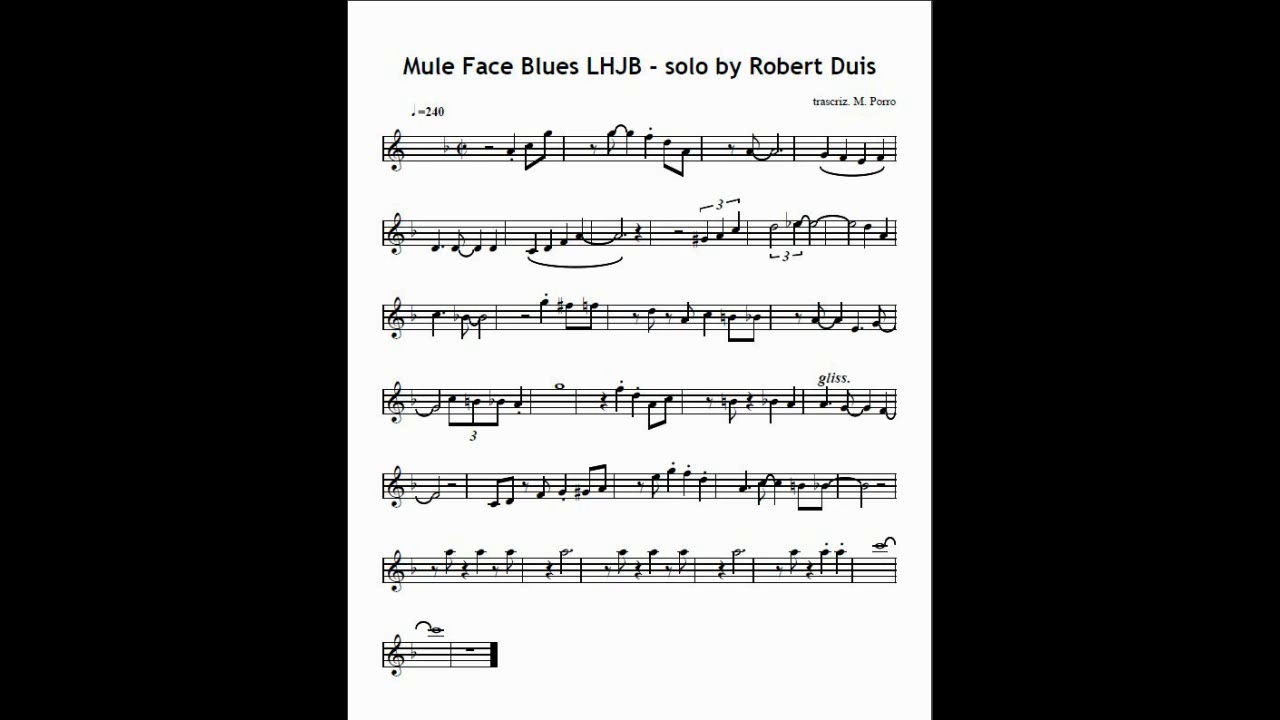 Mule Face Blues LHJB - solo by Robert Duis
trascriz. M. Porro
♩=240
3
3
gliss.
3